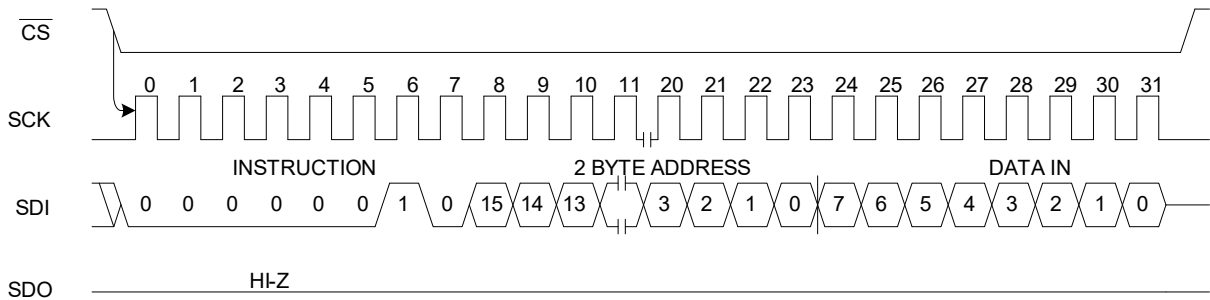 CS
0 1 2 3 4 5 6 7 8 9 10 11 20 21 22 23 24 25 26 27 28 29 30 31
SCK
INSTRUCTION 2 BYTE ADDRESS DATA IN
SDI 0 0 0 0 0 0 1 0 15 14 13 3 2 1 0 7 6 5 4 3 2 1 0
HI-Z
SDO